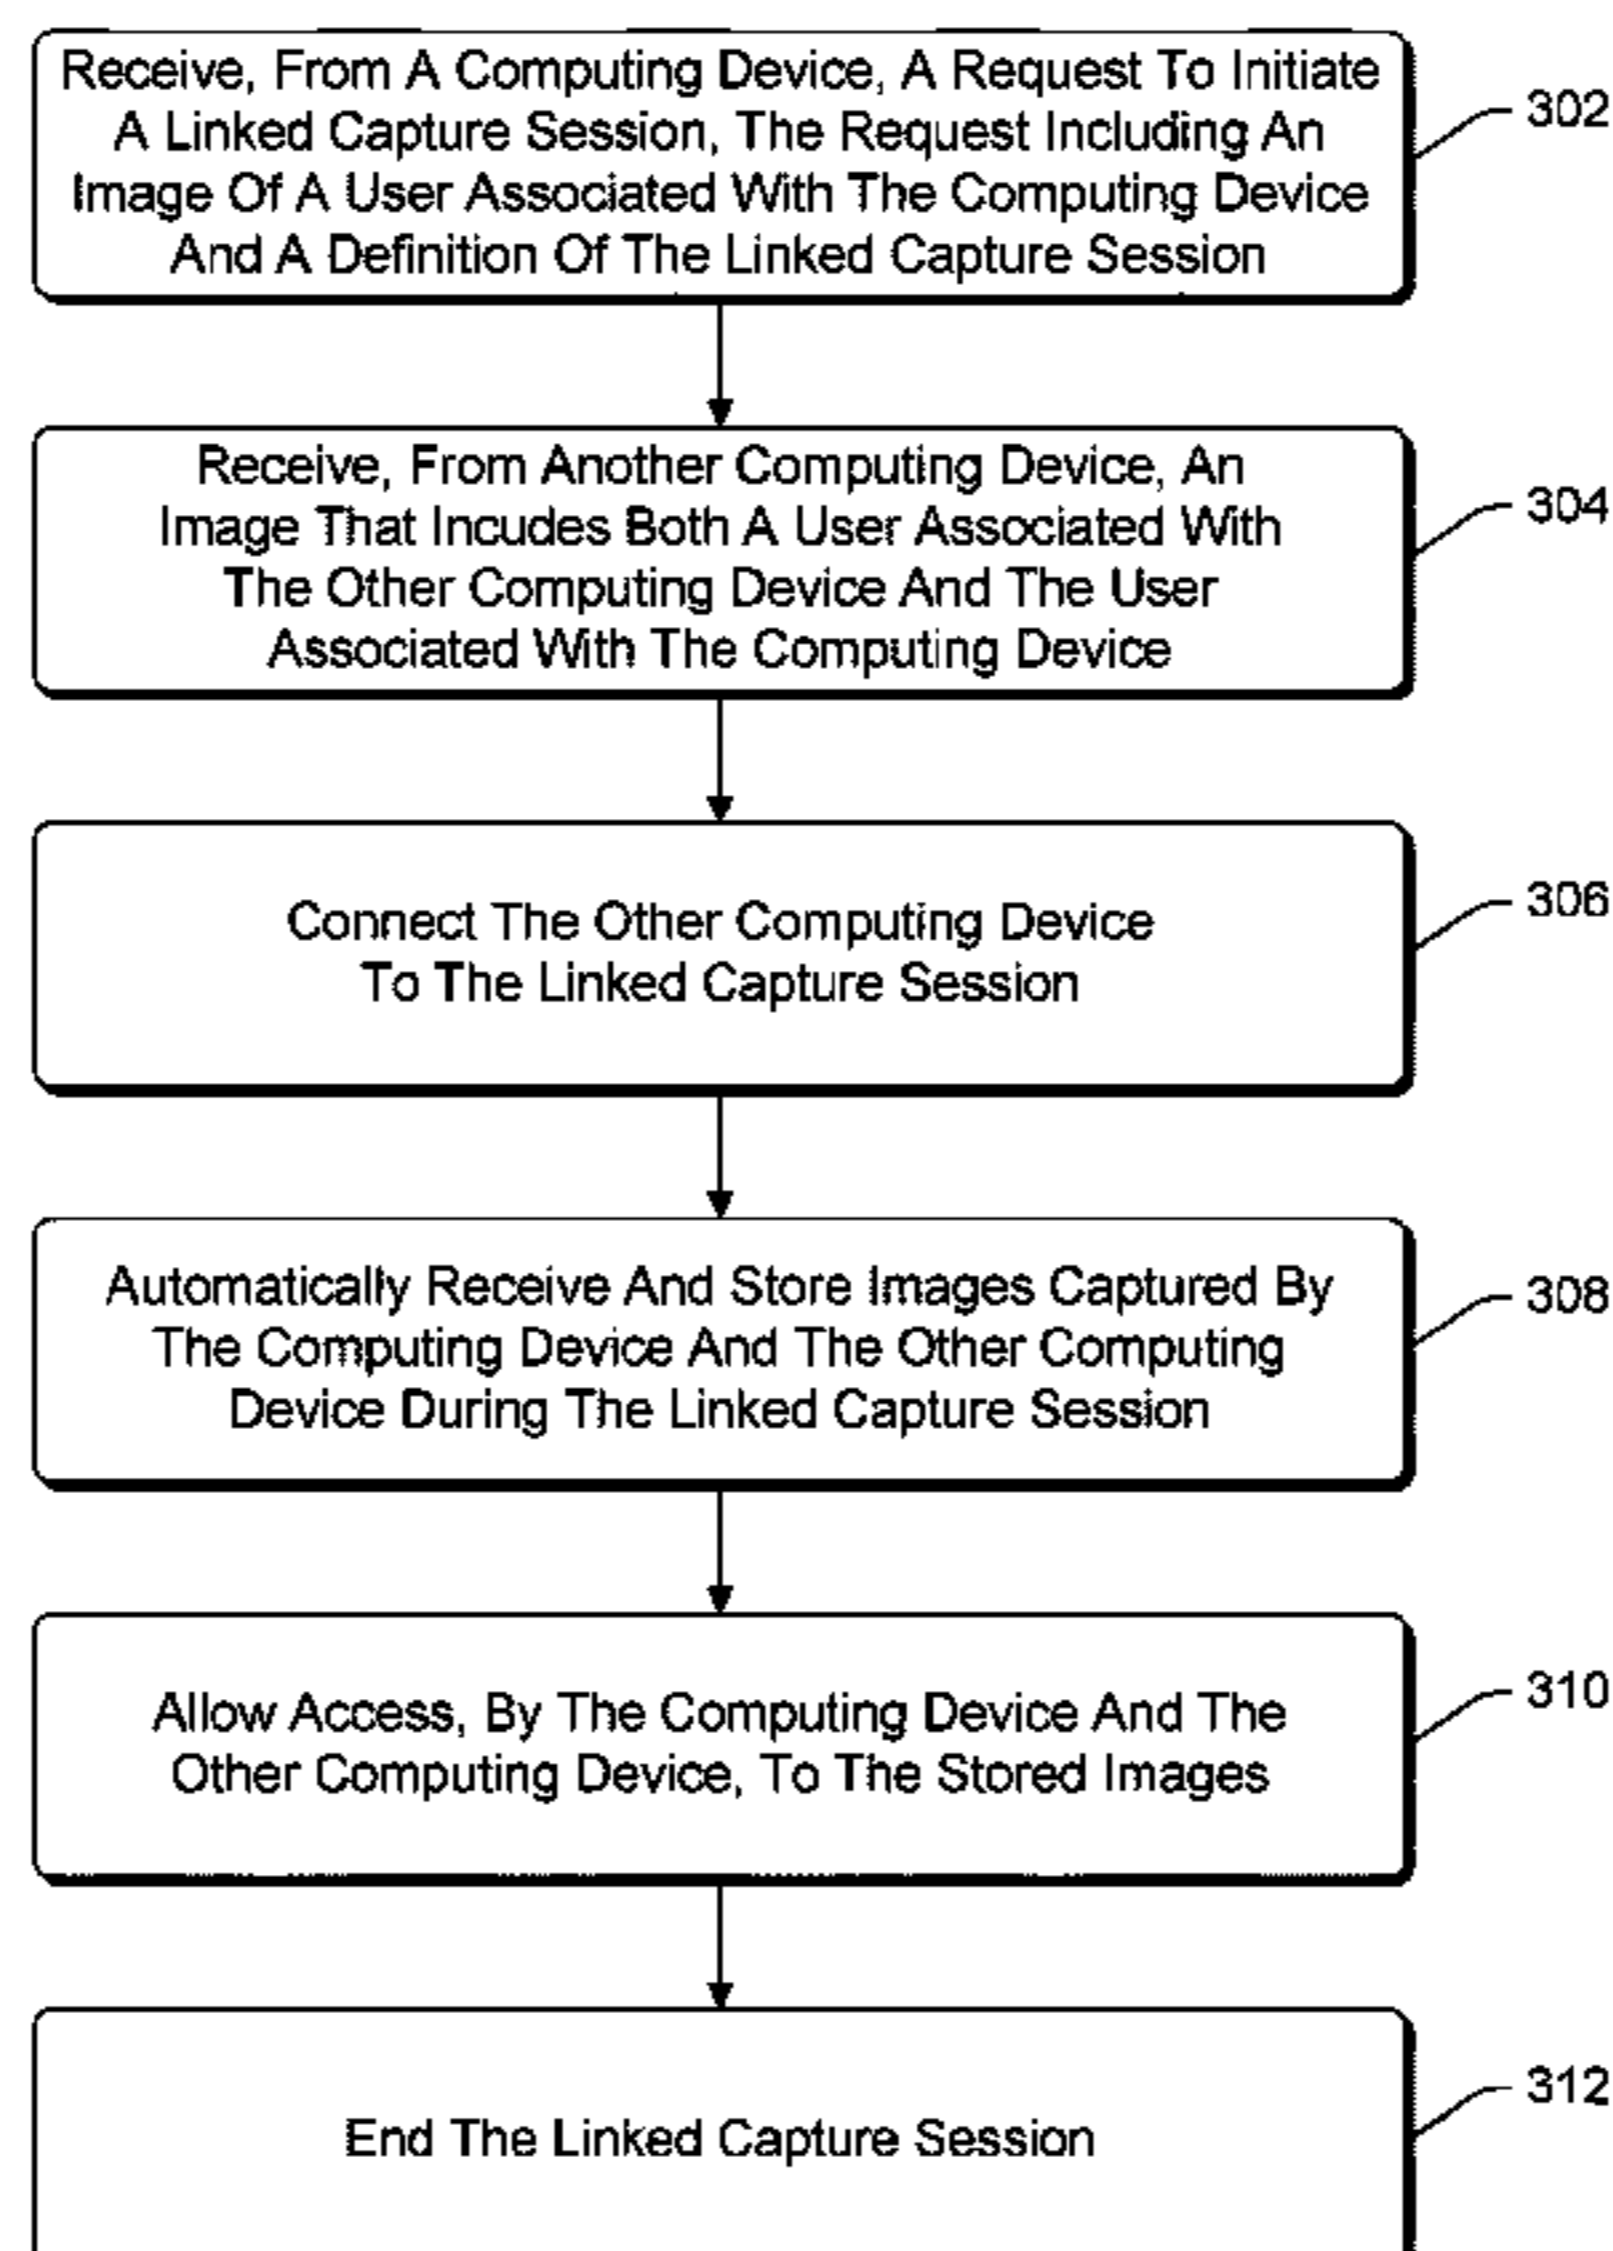 Receive, From A Computing Device, A Request To Initiate
A Linked Capture Session, The Request Including An
Image Of A User Associated With The Computing Device
And A Definition Of The Linked Capture Session
302
Receive, From Another Computing Device, An
Image That Incudes Both A User Associated With
The Other Computing Device And The User
Associated With The Computing Device
304
Connect The Other Computing Device
To The Linked Capture Session
306
Automatically Receive And Store Images Captured By
The Computing Device And The Other Computing
Device During The Linked Capture Session
308
Allow Access, By The Computing Device And The
Other Computing Device, To The Stored Images
310
End The Linked Capture Session
312